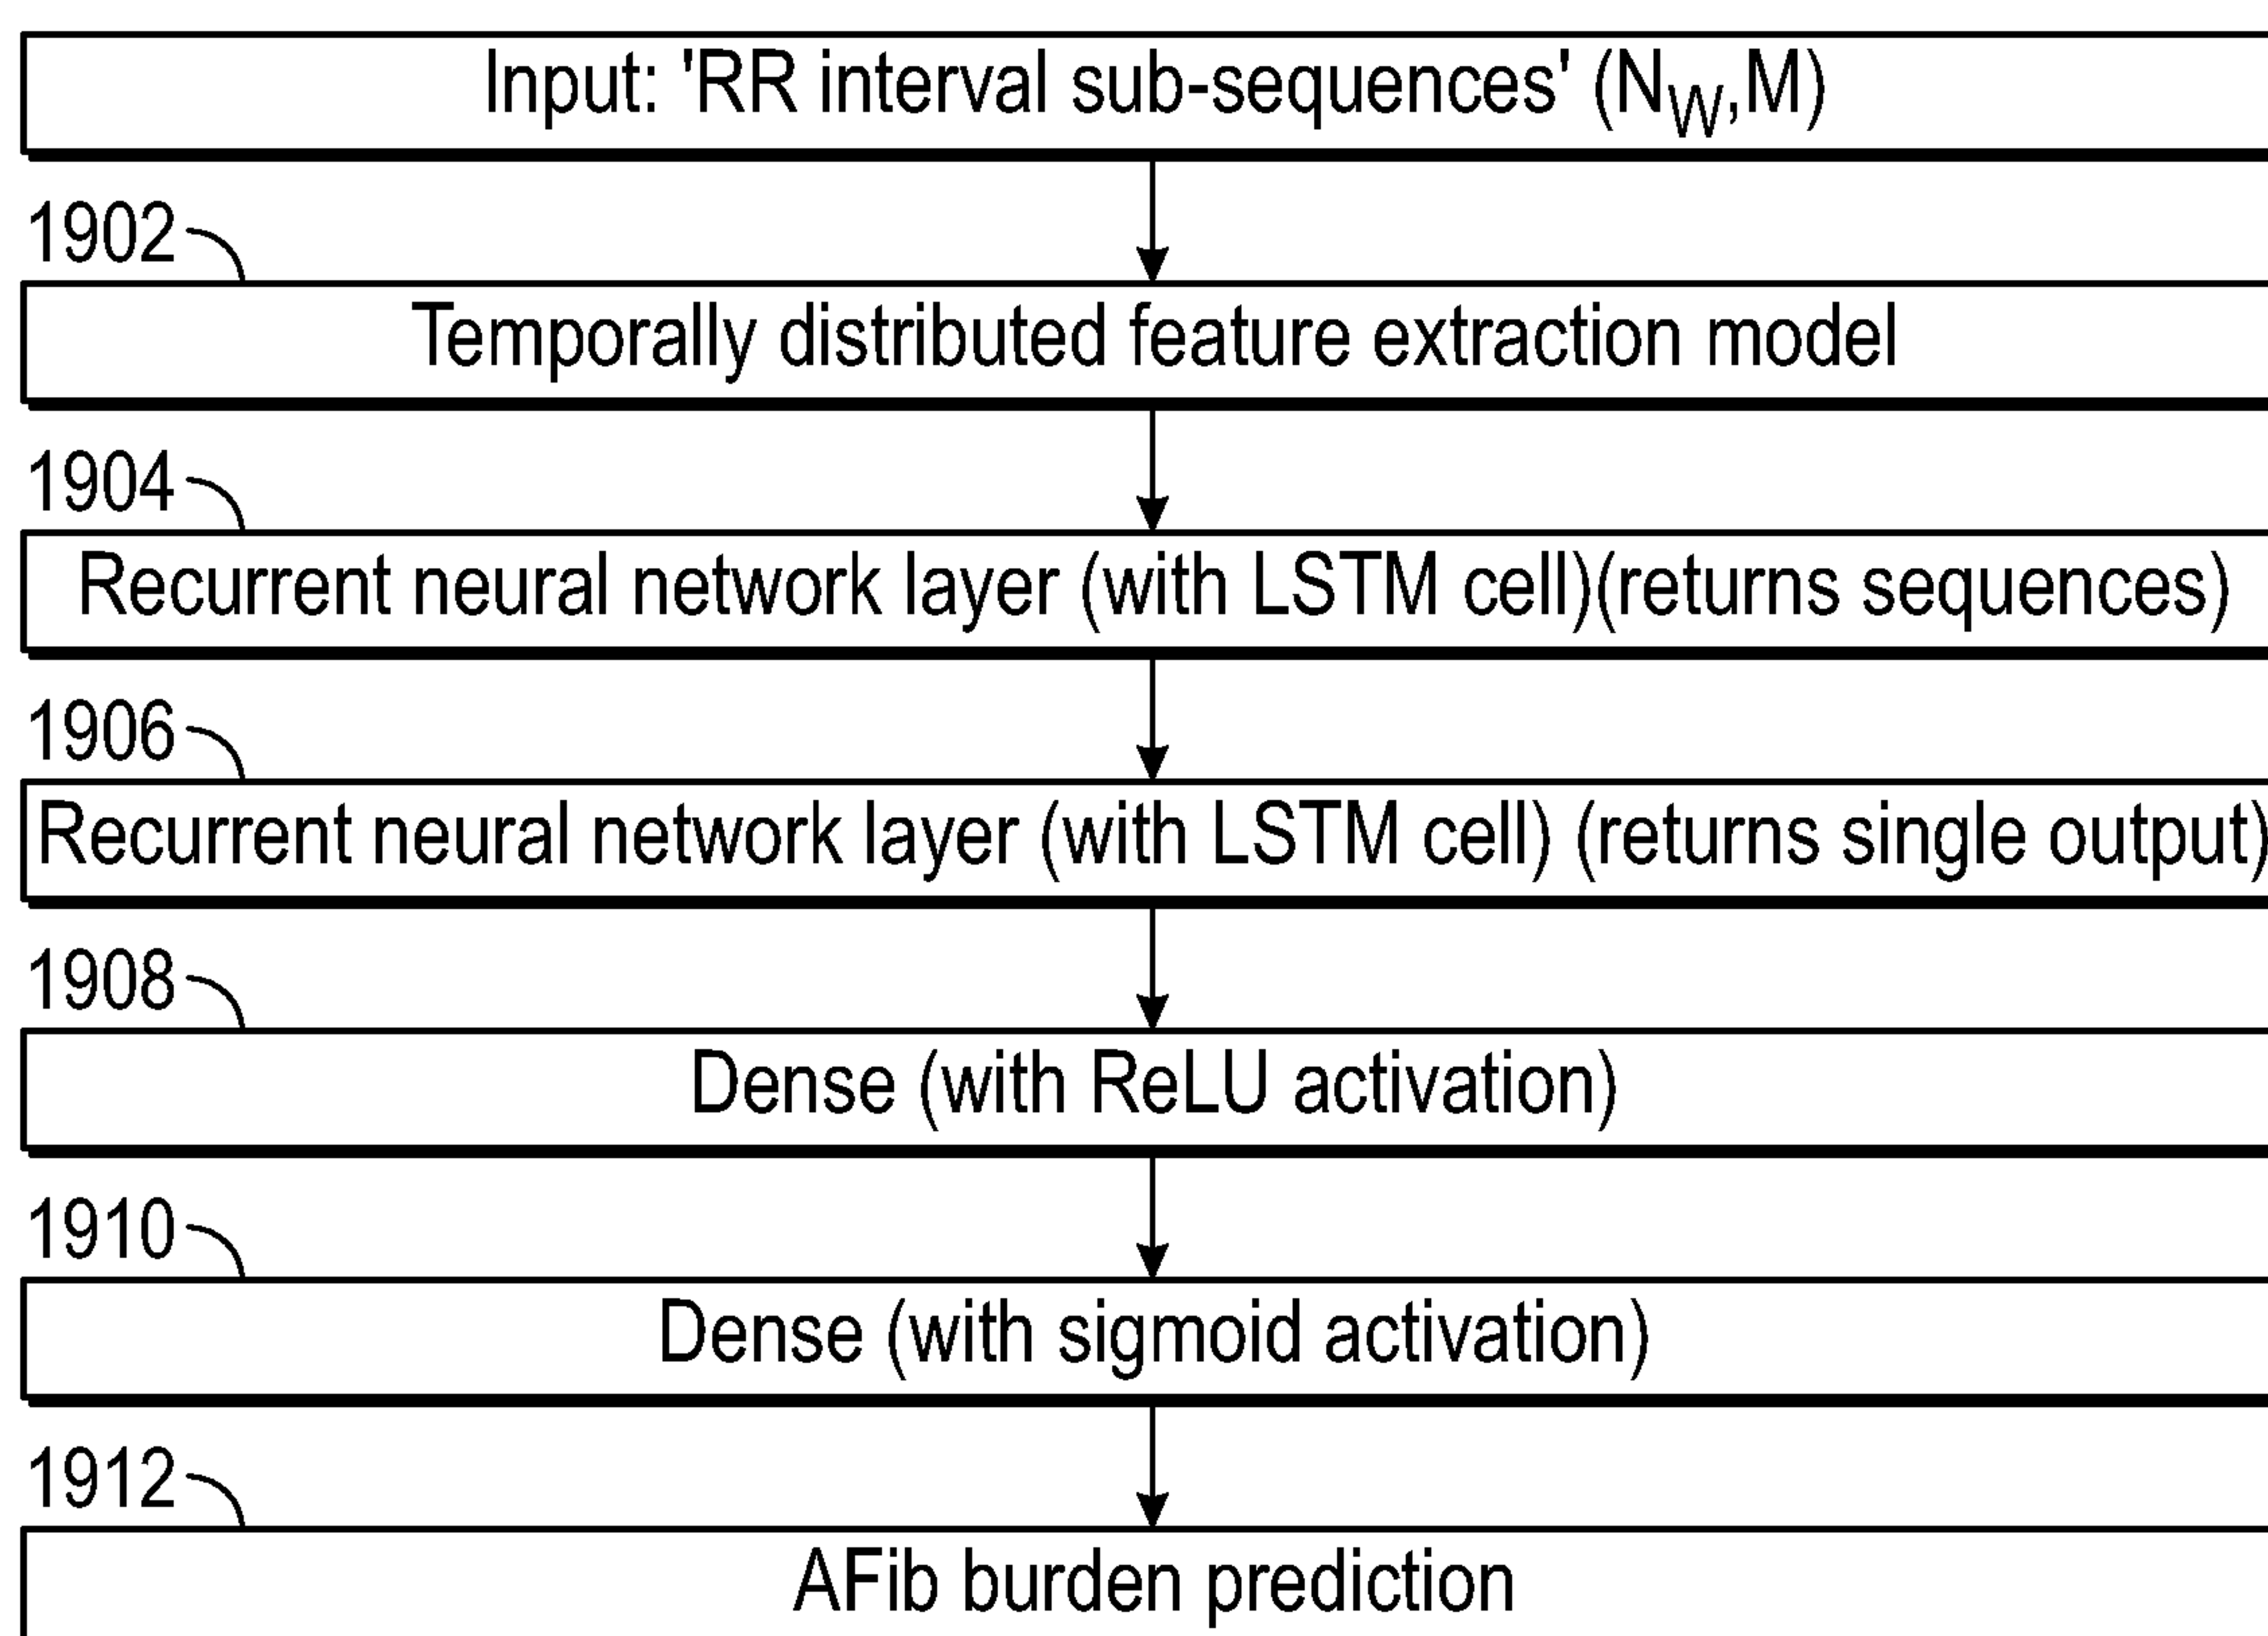 Input: 'RR interval sub-sequences' (NW,M)
1902
Temporally distributed feature extraction model
1904
Recurrent neural network layer (with LSTM cell)(returns sequences)
1906
Recurrent neural network layer (with LSTM cell) (returns single output)
1908
Dense (with ReLU activation)
1910
Dense (with sigmoid activation)
1912
AFib burden prediction